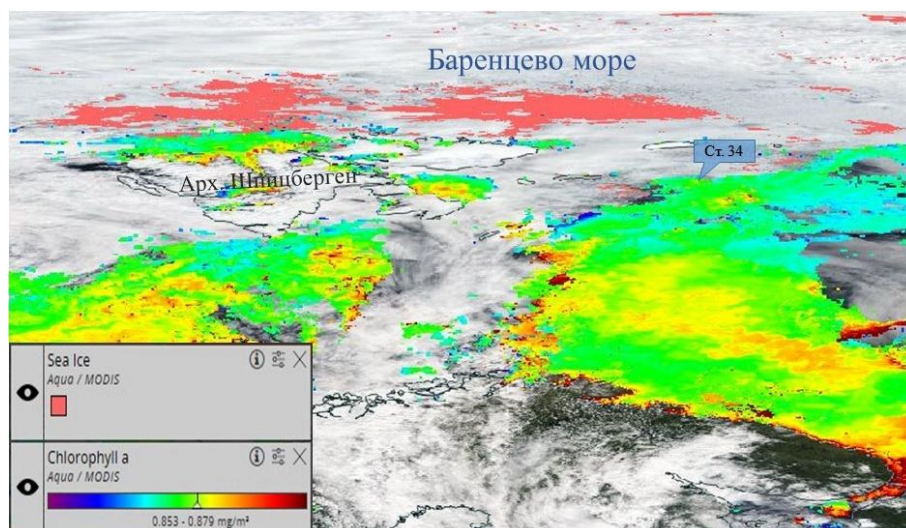 Баренцево море
Ст. 34
Арх. Шпицберген
Sea Ice
Aqua / MODIS
Chlorophyll a
Aqua / MODIS
0.853 - 0.879 mg/m³